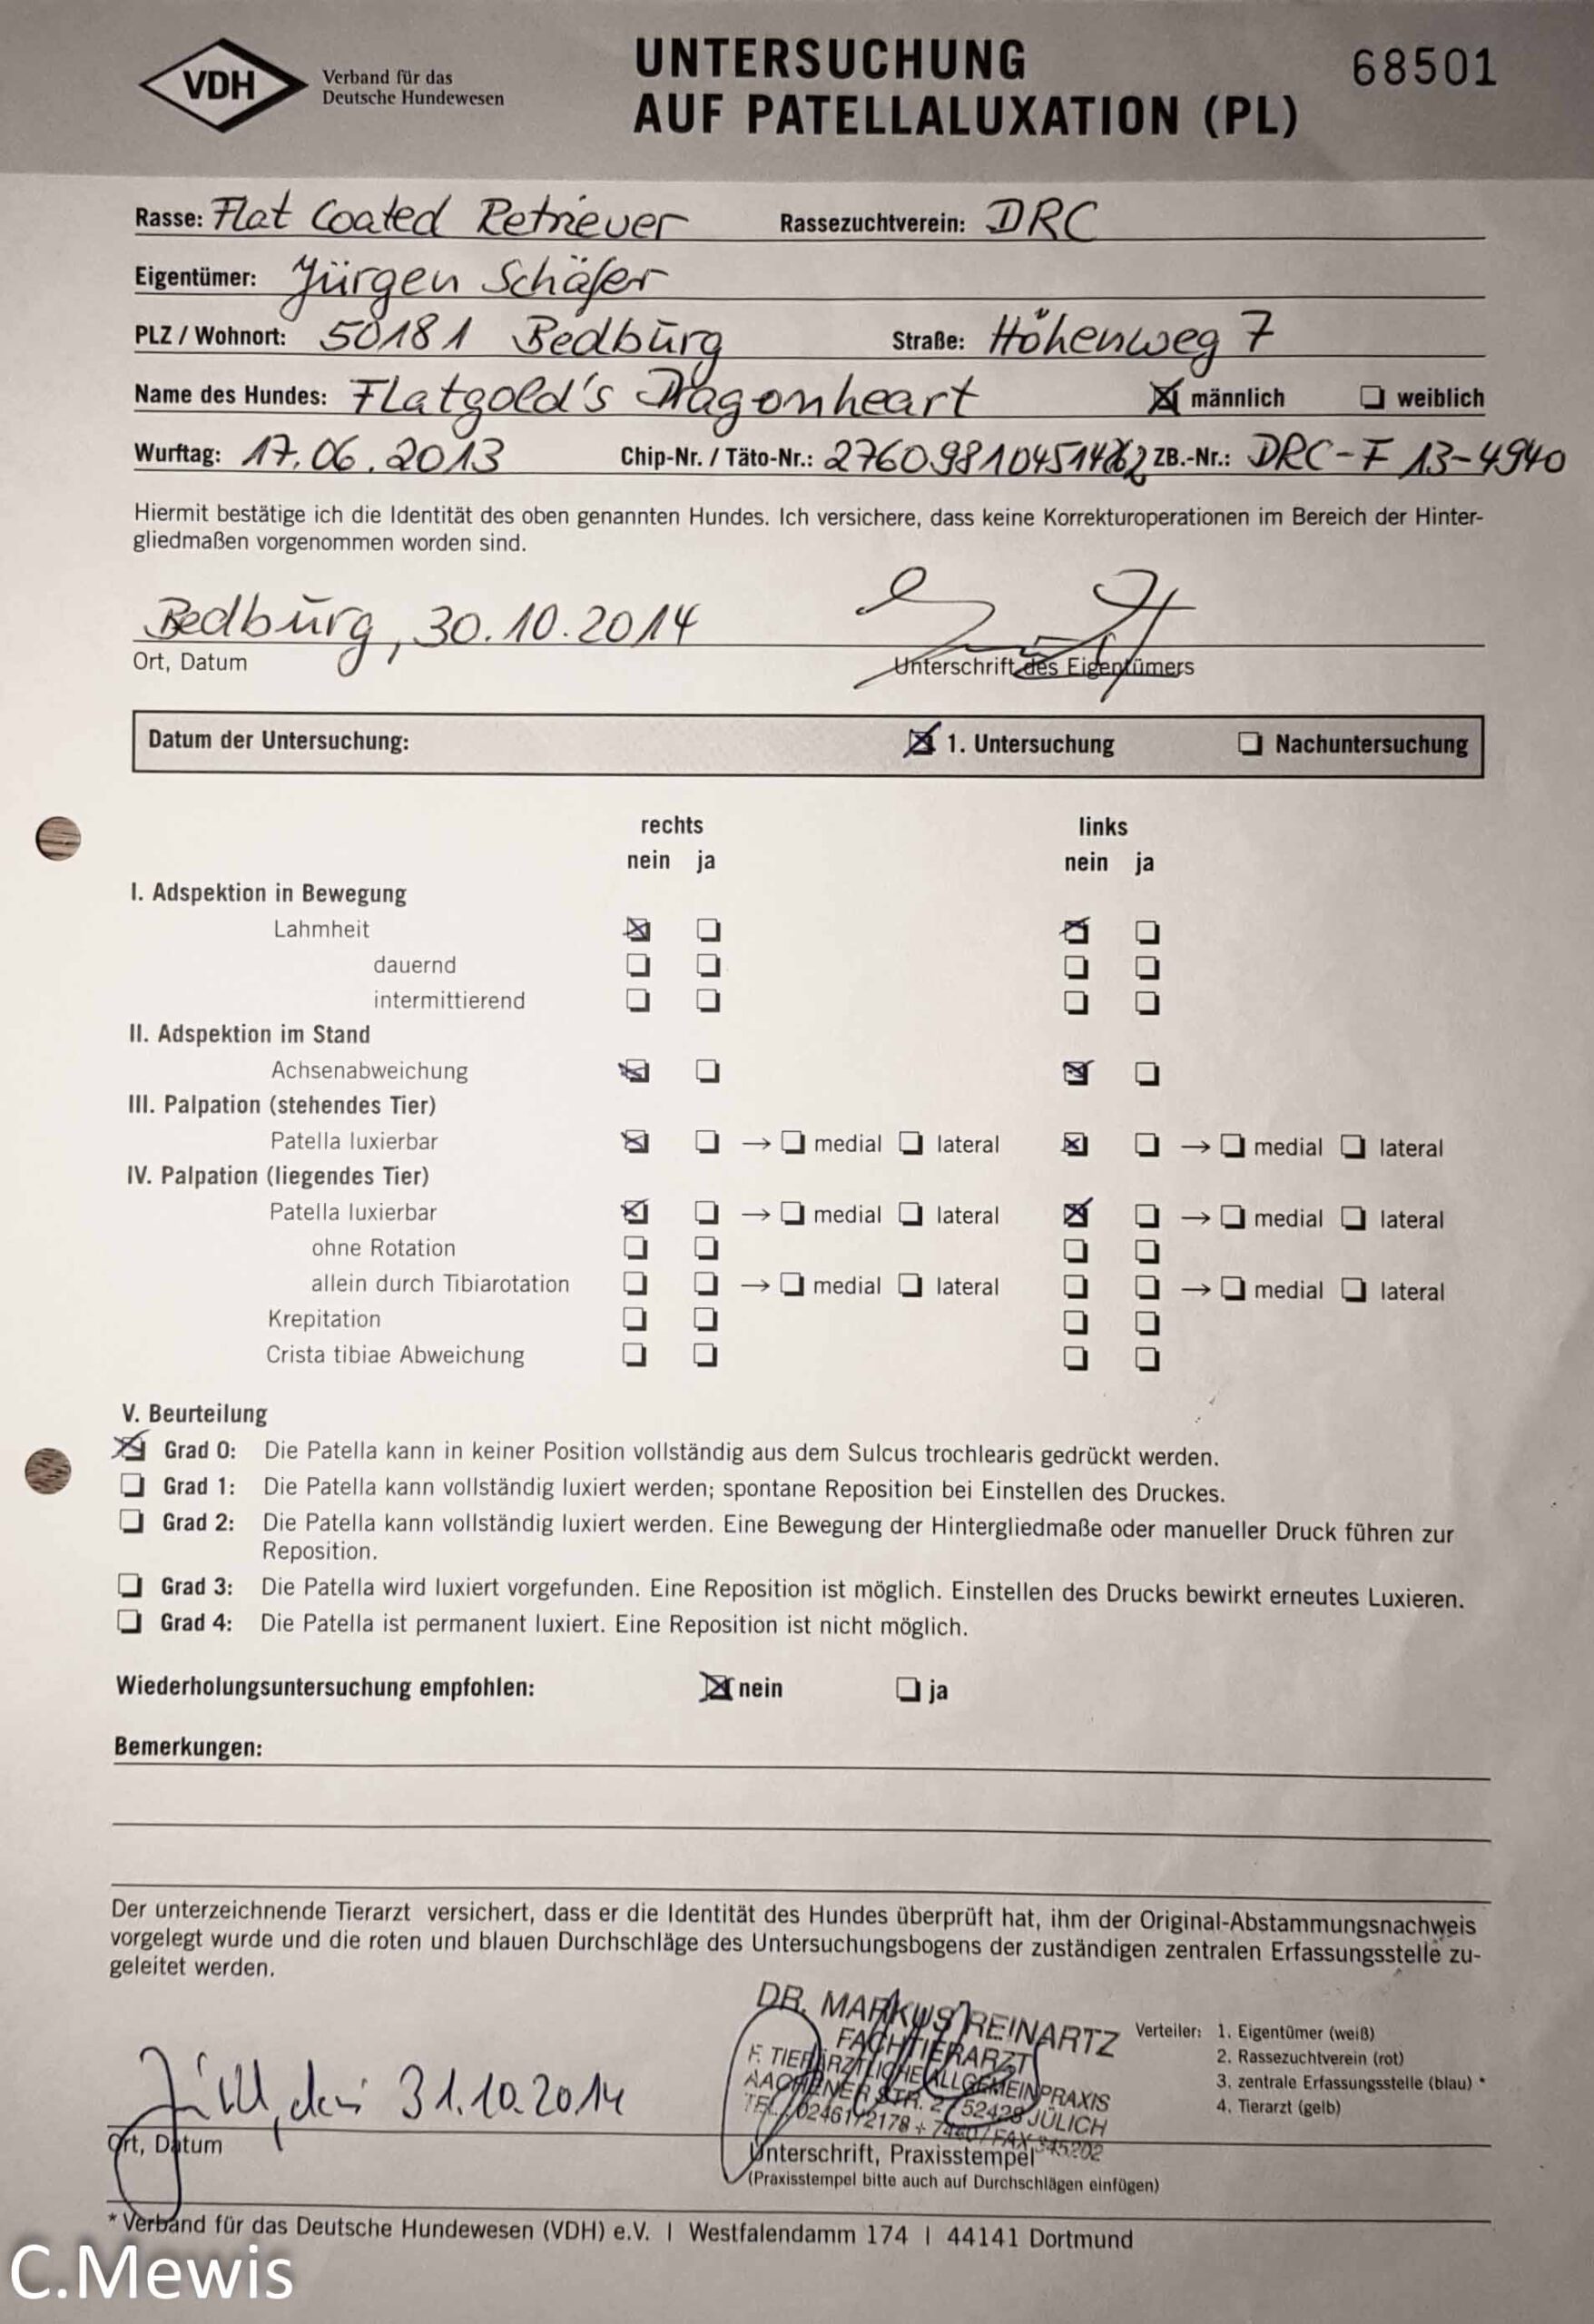 VDH Verband für das
Deutsche Hundewesen
UNTERSUCHUNG
AUF PATELLALUXATION (PL)
68501
Rasse: Flat Coated Retriever Rassezuchtverein: DRC
Eigentümer: Jürgen Schäfer
PLZ / Wohnort: 50181 Bedburg Straße: Höhenweg 7
Name des Hundes: Flatgold's Dragonheart männlich weiblich
Wurftag: 17.06.2013 Chip-Nr. / Täto-Nr.: ZB.-Nr.: DRC-F 13-4940
Hiermit bestätige ich die Identität des oben genannten Hundes. Ich versichere, dass keine Korrekturoperationen im Bereich der Hinter-
gliedmaßen vorgenommen worden sind.
Bedburg, 30.10.2014
Ort, Datum Unterschrift des Eigentümers
Datum der Untersuchung: 1. Untersuchung Nachuntersuchung
rechts links
nein ja nein ja
I. Adspektion in Bewegung
Lahmheit
dauernd
intermittierend
II. Adspektion im Stand
Achsenabweichung
III. Palpation (stehendes Tier)
Patella luxierbar → medial lateral → medial lateral
IV. Palpation (liegendes Tier)
Patella luxierbar → medial lateral → medial lateral
ohne Rotation
allein durch Tibiarotation → medial lateral → medial lateral
Krepitation
Crista tibiae Abweichung
V. Beurteilung
Grad 0: Die Patella kann in keiner Position vollständig aus dem Sulcus trochlearis gedrückt werden.
Grad 1: Die Patella kann vollständig luxiert werden; spontane Reposition bei Einstellen des Druckes.
Grad 2: Die Patella kann vollständig luxiert werden. Eine Bewegung der Hintergliedmaße oder manueller Druck führen zur
Reposition.
Grad 3: Die Patella wird luxiert vorgefunden. Eine Reposition ist möglich. Einstellen des Drucks bewirkt erneutes Luxieren.
Grad 4: Die Patella ist permanent luxiert. Eine Reposition ist nicht möglich.
Wiederholungsuntersuchung empfohlen: nein ja
Bemerkungen:
Der unterzeichnende Tierarzt versichert, dass er die Identität des Hundes überprüft hat, ihm der Original-Abstammungsnachweis
vorgelegt wurde und die roten und blauen Durchschläge des Untersuchungsbogens der zuständigen zentralen Erfassungsstelle zu-
geleitet werden.
DR. MARKUS REINARTZ
FACHTIERARZT
F. TIERÄRZTLICHE ALLGEMEINPRAXIS
AACHENER STR. 2 52428 JÜLICH
TEL. 02461/2178 + FAX 345202
Verteiler: 1. Eigentümer (weiß)
2. Rassezuchtverein (rot)
3. zentrale Erfassungsstelle (blau) *
4. Tierarzt (gelb)
31.10.2014
Ort, Datum Unterschrift, Praxisstempel
(Praxisstempel bitte auch auf Durchschlägen einfügen)
* Verband für das Deutsche Hundewesen (VDH) e.V. | Westfalendamm 174 | 44141 Dortmund
C.Mewis